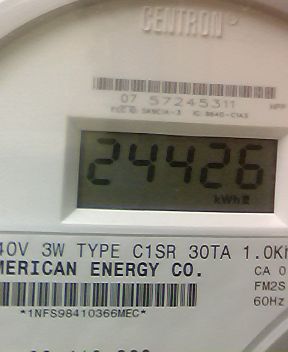 CENTRON
07 57245311
24426
kWh
40V 3W TYPE C1SR 30TA 1.0Kh
MERICAN ENERGY CO.
CA 0
FM2S
60Hz
*1NFS98410366MEC*